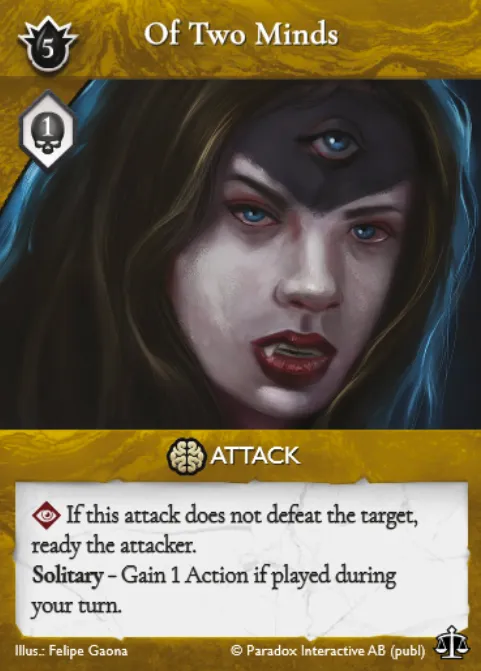 Of Two Minds
5
1
ATTACK
If this attack does not defeat the target,
ready the attacker.
Solitary - Gain 1 Action if played during
your turn.
Illus.: Felipe Gaona © Paradox Interactive AB (publ)